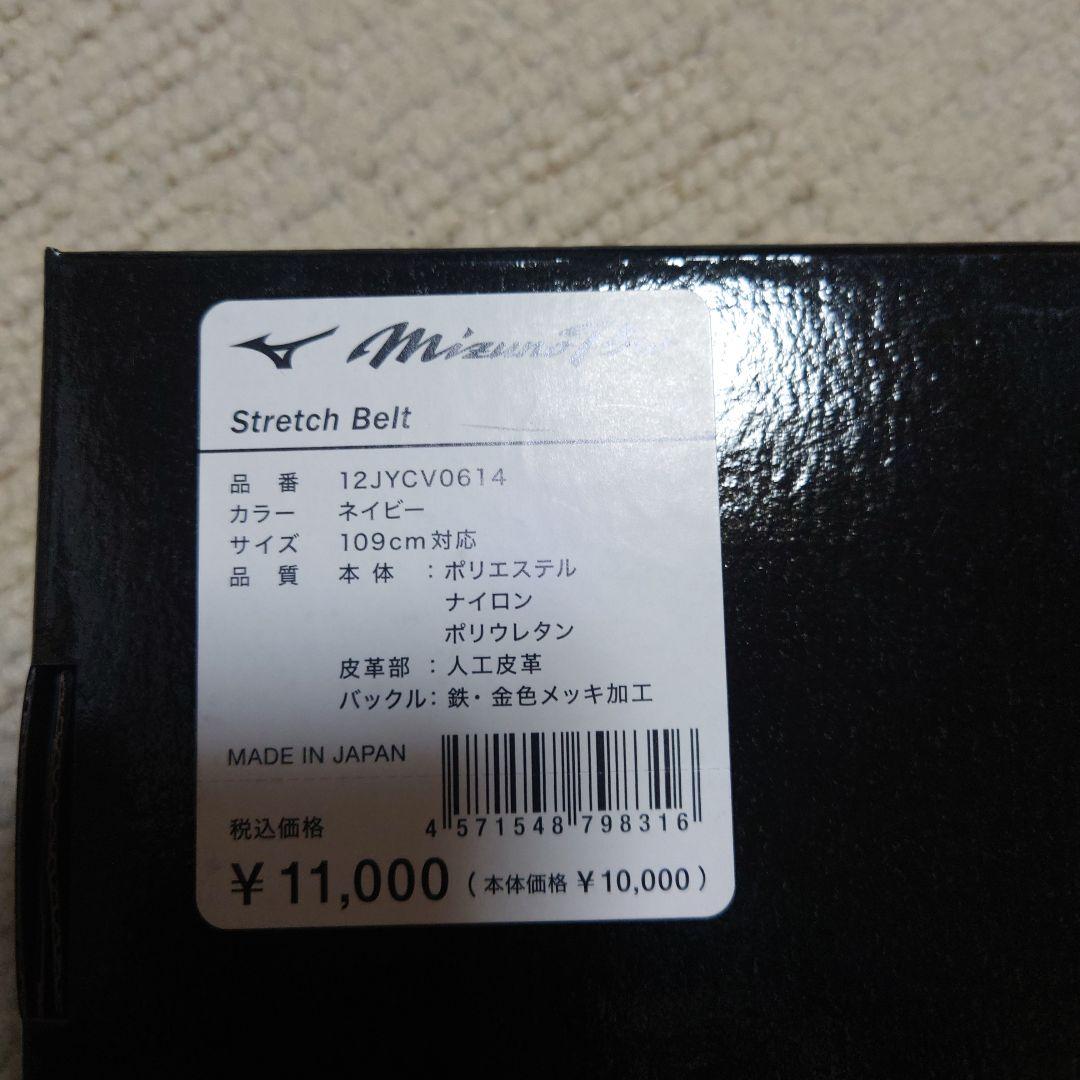 MizunoPro
Stretch Belt
品 番 12JYCV0614
カラー ネイビー
サイズ 109cm対応
品 質 本 体 : ポリエステル
ナイロン
ポリウレタン
皮革部 : 人工皮革
バックル: 鉄・金色メッキ加工
MADE IN JAPAN
4 571548 798316
税込価格
¥11,000 (本体価格 ¥10,000)